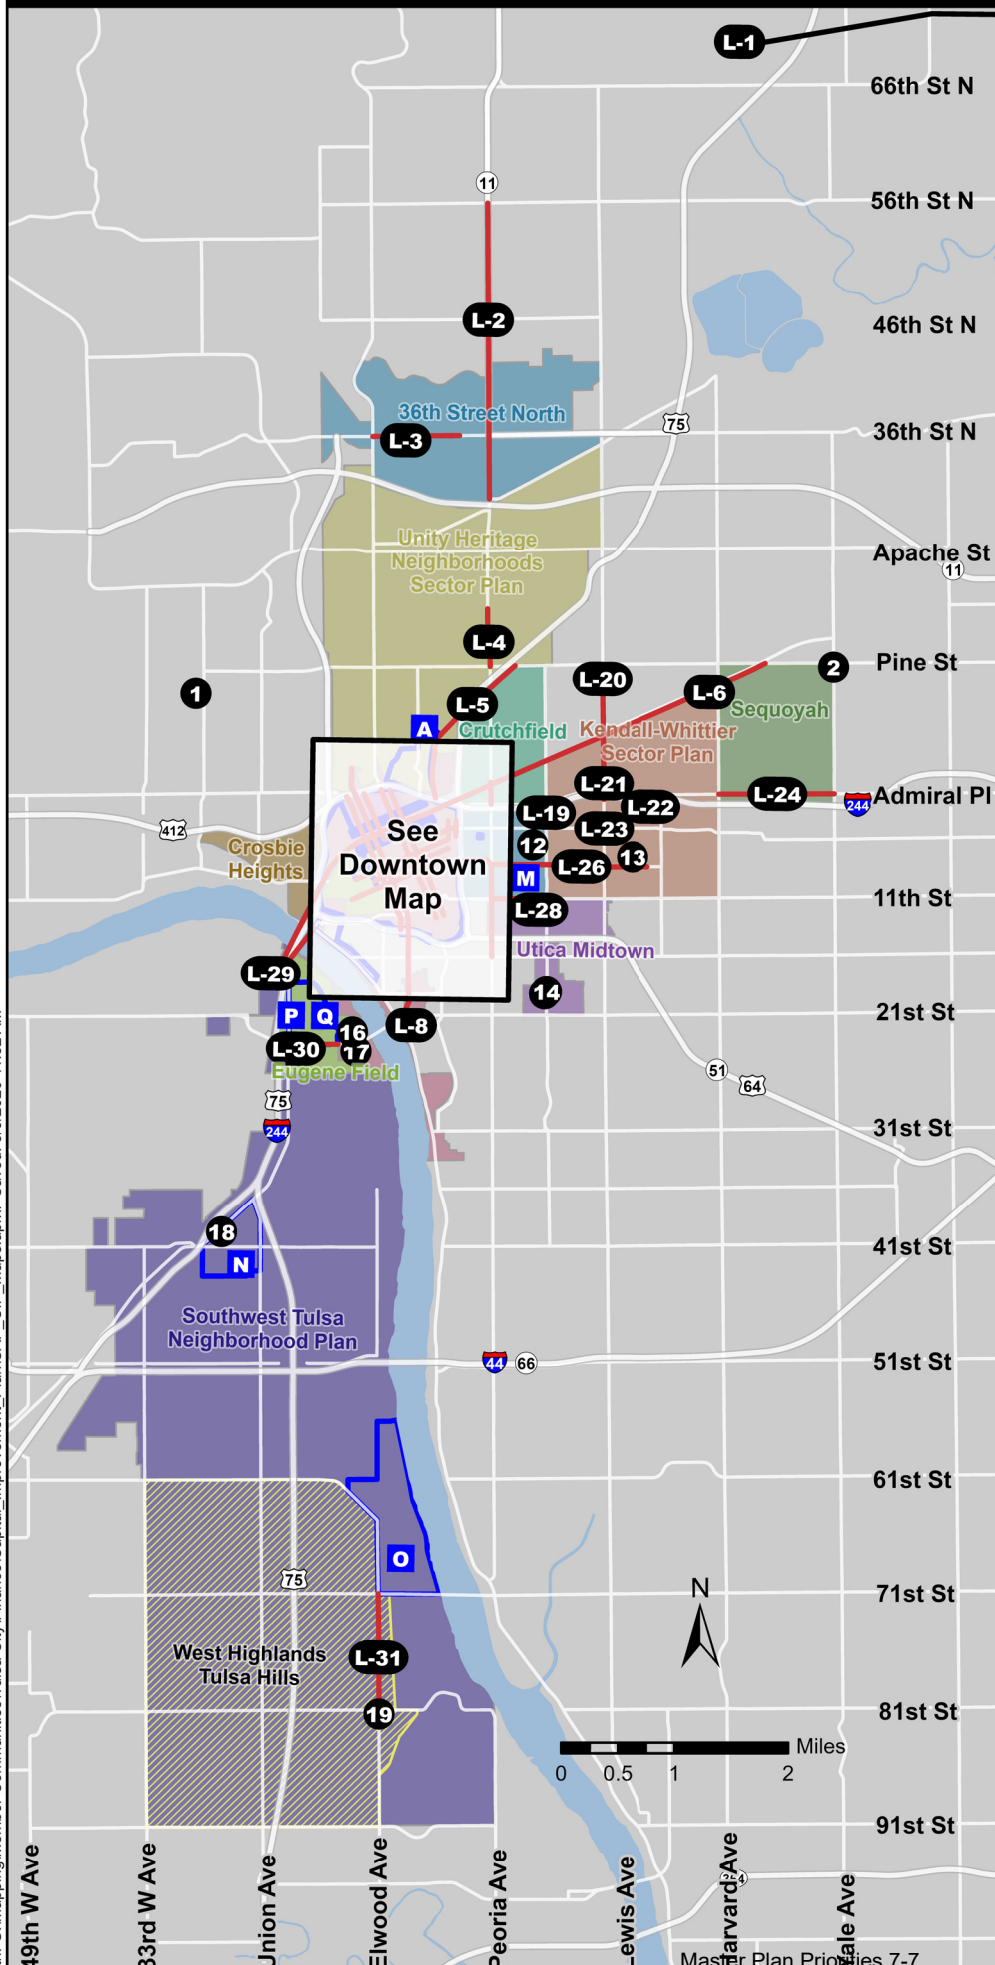 L-1
66th St N
11
56th St N
L-2
46th St N
36th Street North
L-3
75
36th St N
Unity Heritage
Neighborhoods
Sector Plan
Apache St
11
L-4
Pine St
2
1
L-20
L-6
L-5
Sequoyah
A
Crutchfield
Kendall-Whittier
Sector Plan
L-21
L-24
Admiral Pl
244
L-22
L-19
412
L-23
See
Downtown
Map
Crosbie
Heights
12
13
L-26
M
11th St
L-28
Utica Midtown
L-29
14
P
Q
21st St
L-8
16
L-30
17
Eugene Field
51
64
75
244
31st St
18
41st St
N
Southwest Tulsa
Neighborhood Plan
44
66
51st St
61st St
O
75
N
71st St
West Highlands
Tulsa Hills
L-31
19
81st St
Miles
0 0.5 1 2
91st St
49th W Ave
33rd W Ave
Union Ave
Elwood Ave
Peoria Ave
Lewis Ave
Harvard Ave
Yale Ave
Master Plan Priorities 7-7